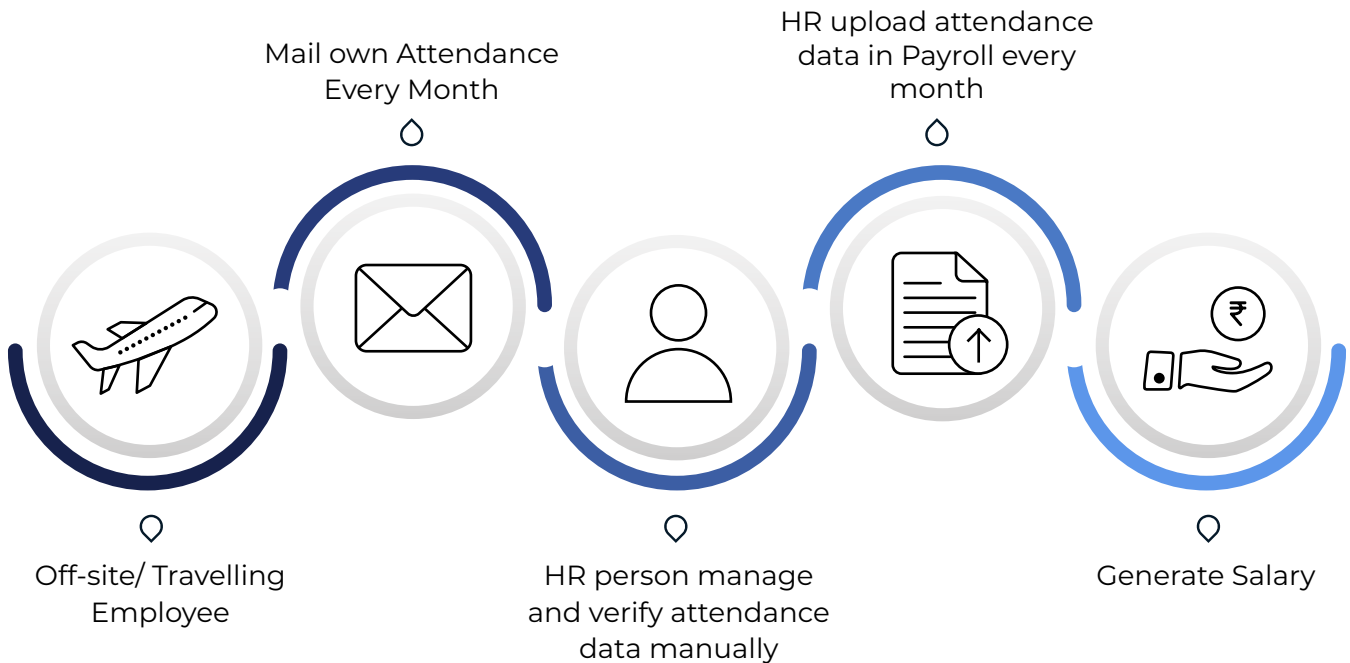 Off-site/ Travelling
Employee
Mail own Attendance
Every Month
HR person manage
and verify attendance
data manually
HR upload attendance
data in Payroll every
month
₹
Generate Salary